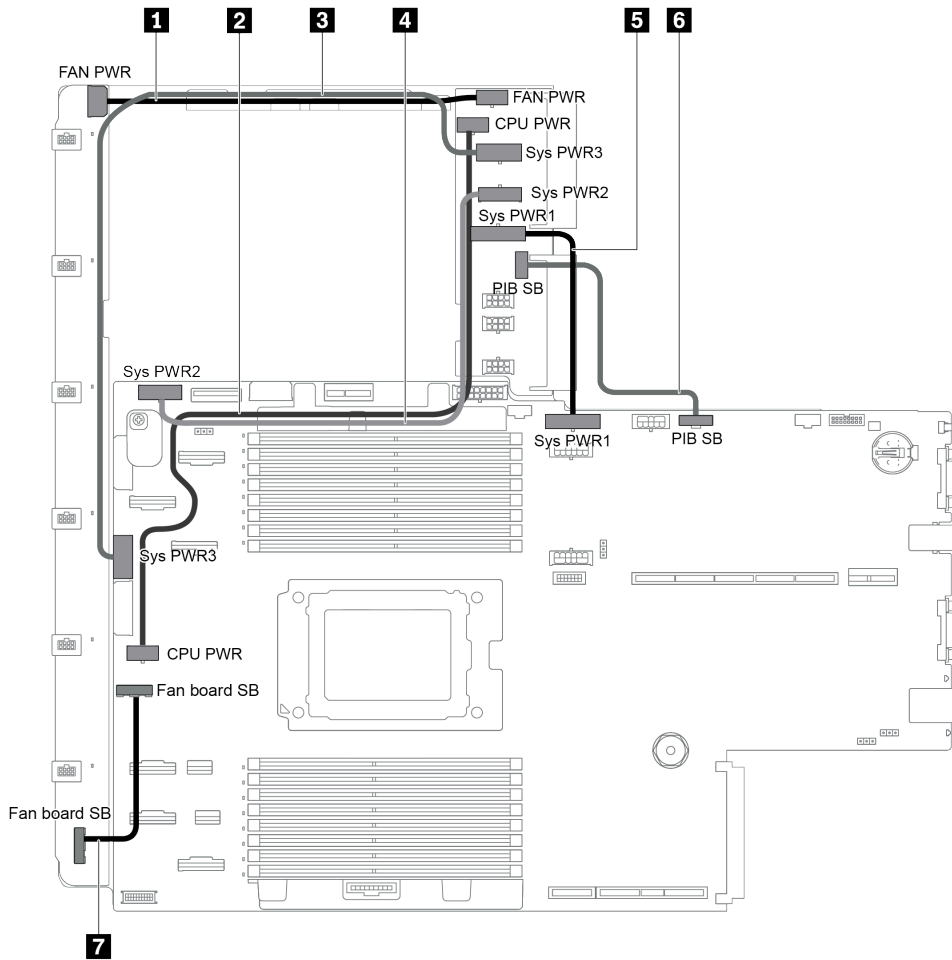 1
2
3
4
5
6
FAN PWR
FAN PWR
CPU PWR
Sys PWR3
Sys PWR2
Sys PWR1
PIB SB
Sys PWR2
Sys PWR1
PIB SB
Sys PWR3
CPU PWR
Fan board SB
Fan board SB
7